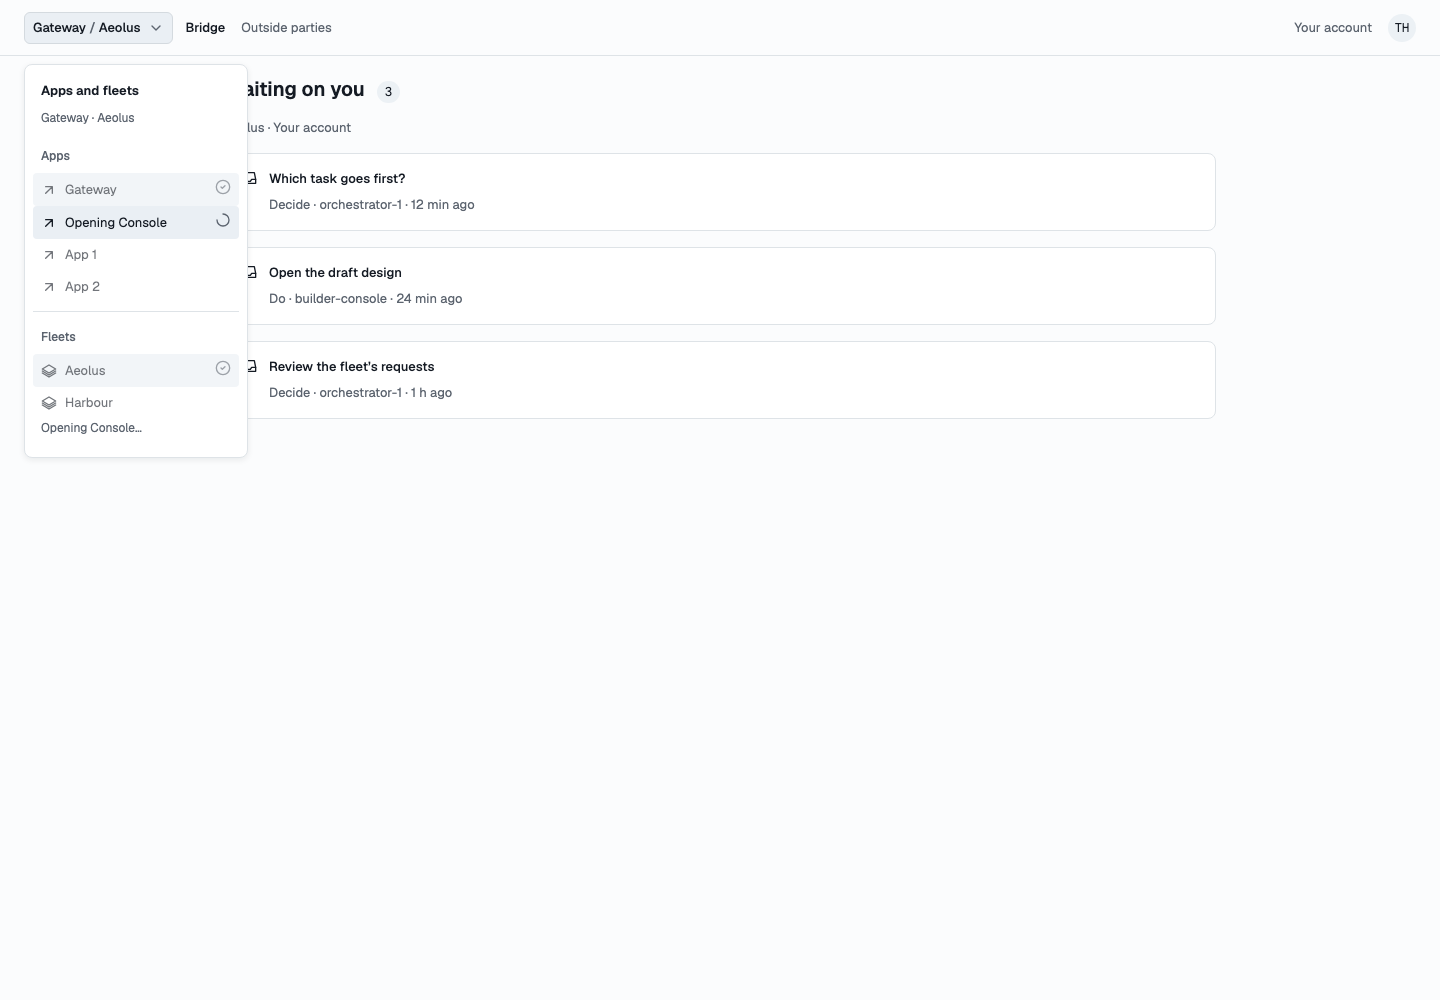 Gateway / Aeolus
Bridge
Outside parties
Your account
TH
Apps and fleets
Gateway · Aeolus
Apps
Gateway
Opening Console
App 1
App 2
Fleets
Aeolus
Harbour
Opening Console...
aiting on you 3
lus · Your account
Which task goes first?
Decide · orchestrator-1 · 12 min ago
Open the draft design
Do · builder-console · 24 min ago
Review the fleet's requests
Decide · orchestrator-1 · 1 h ago